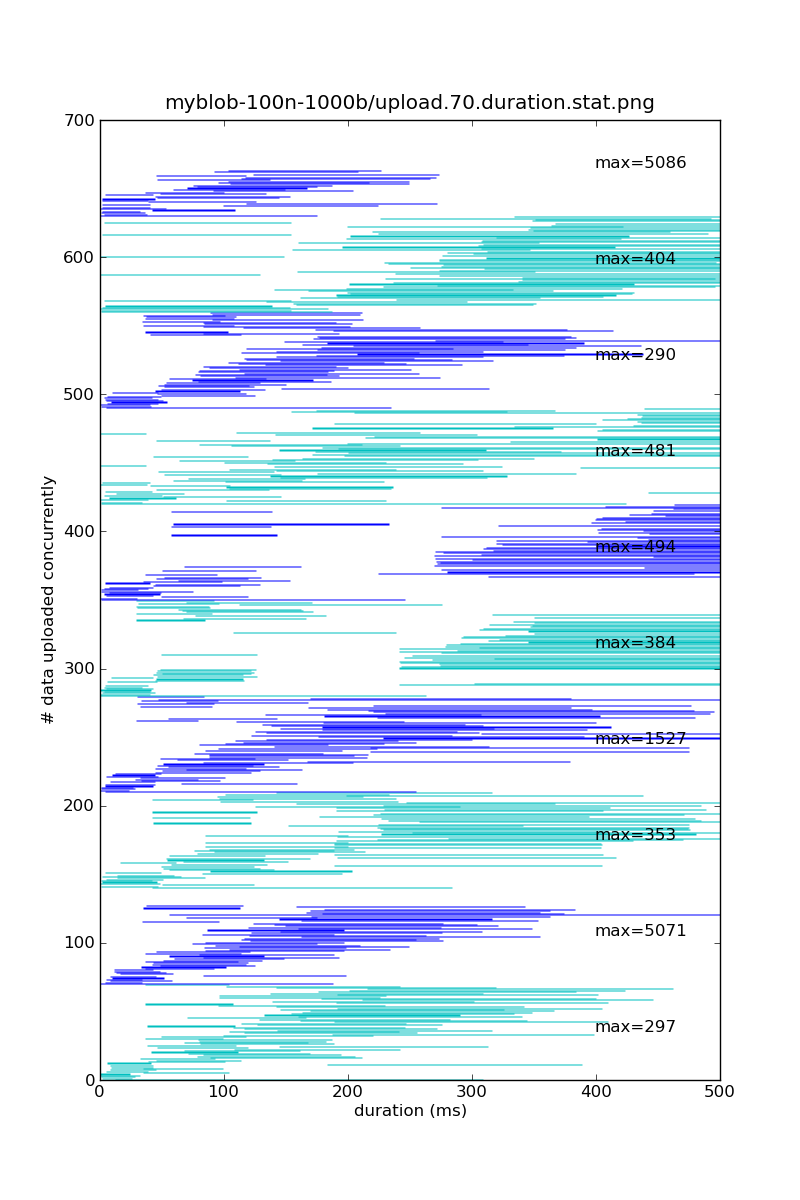 myblob-100n-1000b/upload.70.duration.stat.png
700
max=5086
600
max=404
max=290
500
max=481
# data uploaded concurrently
400
max=494
max=384
300
max=1527
200
max=353
100
max=5071
max=297
0
0 100 200 300 400 500
duration (ms)